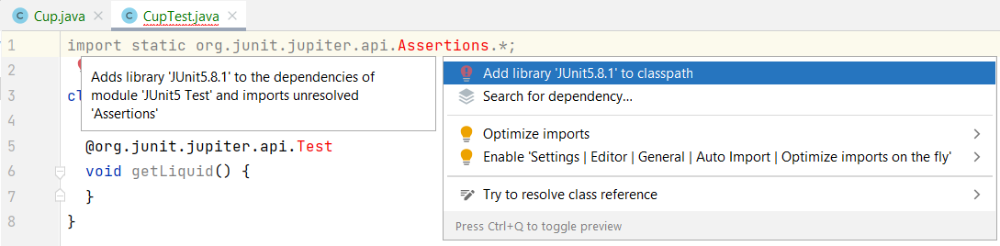 Cup.java
CupTest.java
1 import static org.junit.jupiter.api.Assertions.*;
2
Adds library 'JUnit5.8.1' to the dependencies of
module 'JUnit5 Test' and imports unresolved
'Assertions'
Add library 'JUnit5.8.1' to classpath
Search for dependency...
Optimize imports
Enable 'Settings | Editor | General | Auto Import | Optimize imports on the fly'
Try to resolve class reference
Press Ctrl+Q to toggle preview
3
4
5 @org.junit.jupiter.api.Test
6 void getLiquid() {
7 }
8 }